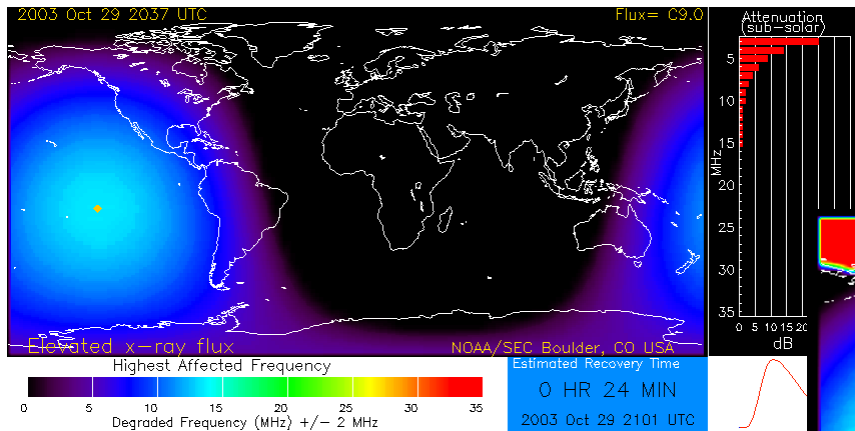 2003 Oct 29 2037 UTC
Flux= C9.0
Attenuation
(sub-solar)
5
10
15
20
25
30
35
MHz
0 5 10 15 20
dB
Elevated x-ray flux
NOAA/SEC Boulder, CO USA
Highest Affected Frequency
0 5 10 15 20 25 30 35
Degraded Frequency (MHz) +/- 2 MHz
Estimated Recovery Time
0 HR 24 MIN
2003 Oct 29 2101 UTC